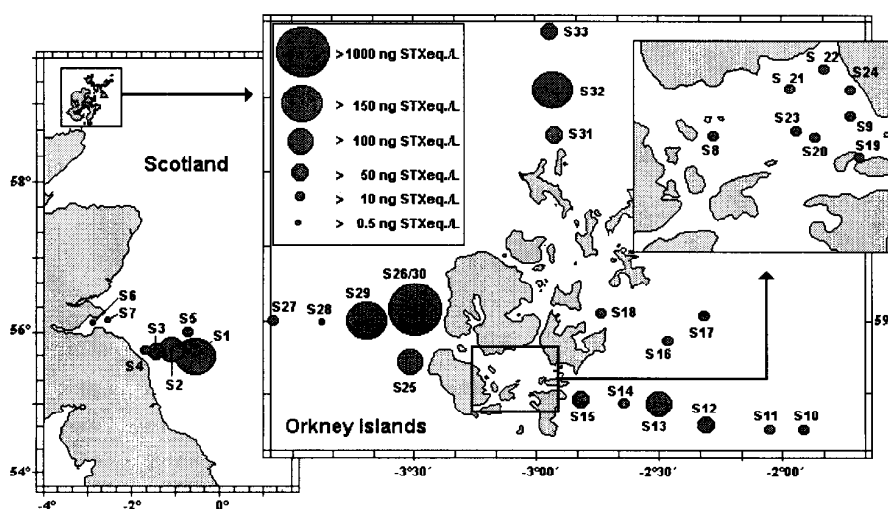 S33
>1000 ng STXeq./L
S32
>150 ng STXeq./L
> 100 ng STXeq./L
S31
> 50 ng STXeq./L
> 10 ng STXeq./L
> 0.5 ng STXeq./L
S_22
S_21
S24
S23
S9
S8
S20
S19
Scotland
58°
56°
54°
-4°
-2°
0°
S6
S7
S5
S3
S1
S4
S2
S26/30
S29
S27
S28
S25
S18
S17
S16
59°
S14
S15
S13
S12
S11
S10
Orkney Islands
-3°30'
-3°00'
-2°30'
-2°00'